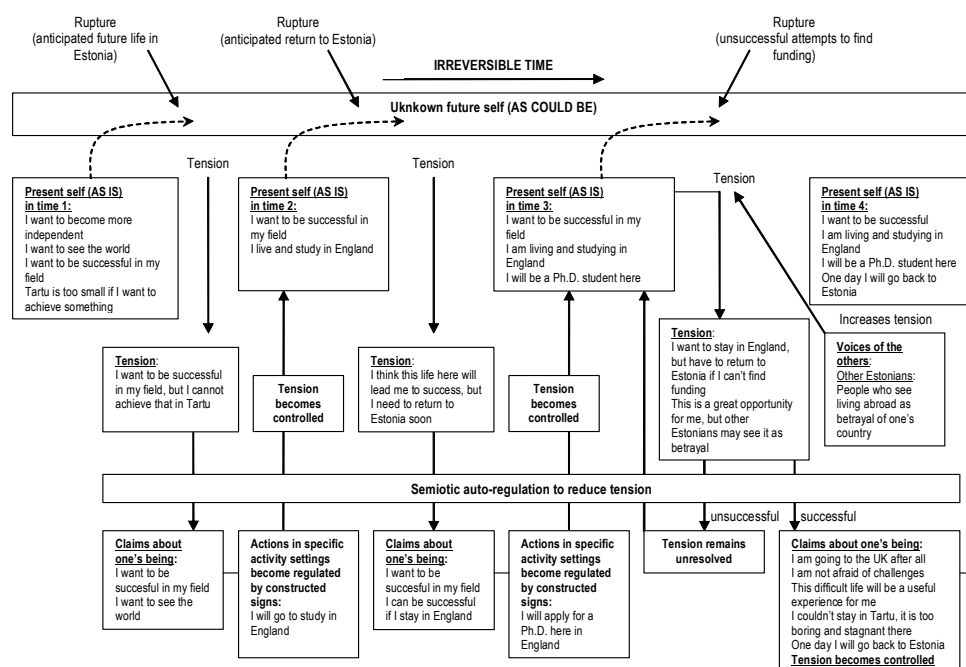 Rupture
(anticipated future life in
Estonia)
Rupture
(anticipated return to Estonia)
Rupture
(unsuccessful attempts to find
funding)
IRREVERSIBLE TIME
Uknkown future self (AS COULD BE)
Tension
Tension
Tension
Present self (AS IS)
in time 1:
I want to become more
independent
I want to see the world
I want to be successful in my
field
Tartu is too small if I want to
achieve something
Present self (AS IS)
in time 2:
I want to be successful in
my field
I live and study in England
Present self (AS IS)
in time 3:
I want to be successful in my
field
I am living and studying in
England
I will be a Ph.D. student here
Present self (AS IS)
in time 4:
I want to be successful
I am living and studying in
England
I will be a Ph.D. student here
One day I will go back to
Estonia
Increases tension
Tension:
I want to be successful
in my field, but I cannot
achieve that in Tartu
Tension
becomes
controlled
Tension:
I think this life here will
lead me to success, but
I need to return to
Estonia soon
Tension
becomes
controlled
Tension:
I want to stay in England,
but have to return to
Estonia if I can't find
funding
This is a great opportunity
for me, but other
Estonians may see it as
betrayal
Voices of the
others:
Other Estonians:
People who see
living abroad as
betrayal of one's
country
Semiotic auto-regulation to reduce tension
unsuccessful
successful
Claims about
one's being:
I want to be
succesful in my field
I want to see the
world
Actions in specific
activity settings
become regulated
by constructed
signs:
I will go to study in
England
Claims about
one's being:
I want to be
succesful in my field
I can be successful
if I stay in England
Actions in specific
activity settings
become regulated
by constructed
signs:
I will apply for a
Ph.D. here in
England
Tension remains
unresolved
Claims about one's being:
I am going to the UK after all
I am not afraid of challenges
This difficult life will be a useful
experience for me
I couldn't stay in Tartu, it is too
boring and stagnant there
One day I will go back to Estonia
Tension becomes controlled